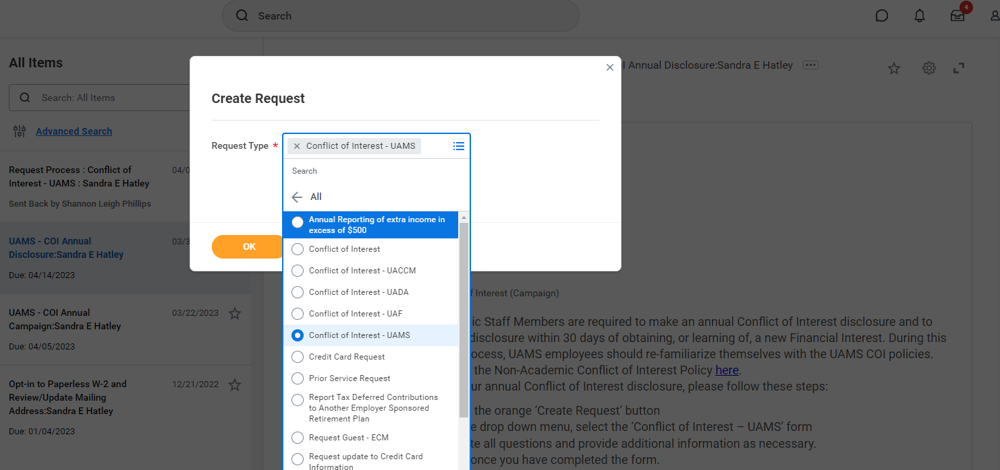 Search
4
All Items
Search: All Items
Advanced Search
Request Process : Conflict of
Interest - UAMS : Sandra E Hatley
04/0
Sent Back by Shannon Leigh Phillips
UAMS - COI Annual
Disclosure:Sandra E Hatley
03/3
Due: 04/14/2023
UAMS - COI Annual
Campaign:Sandra E Hatley
03/22/2023
Due: 04/05/2023
Opt-in to Paperless W-2 and
Review/Update Mailing
Address:Sandra E Hatley
12/21/2022
Due: 01/04/2023
Create Request
Request Type *
Conflict of Interest - UAMS
Search
All
Annual Reporting of extra income in
excess of $500
Conflict of Interest
Conflict of Interest - UACCM
Conflict of Interest - UADA
Conflict of Interest - UAF
Conflict of Interest - UAMS
Credit Card Request
Prior Service Request
Report Tax Deferred Contributions
to Another Employer Sponsored
Retirement Plan
Request Guest - ECM
Request update to Credit Card
Information
OK
I Annual Disclosure:Sandra E Hatley
f Interest (Campaign)
ic Staff Members are required to make an annual Conflict of Interest disclosure and to
disclosure within 30 days of obtaining, or learning of, a new Financial Interest. During this
ocess, UAMS employees should re-familiarize themselves with the UAMS COI policies.
the Non-Academic Conflict of Interest Policy here.
ur annual Conflict of Interest disclosure, please follow these steps:
the orange ‘Create Request’ button
e drop down menu, select the ‘Conflict of Interest – UAMS’ form
te all questions and provide additional information as necessary.
once you have completed the form.